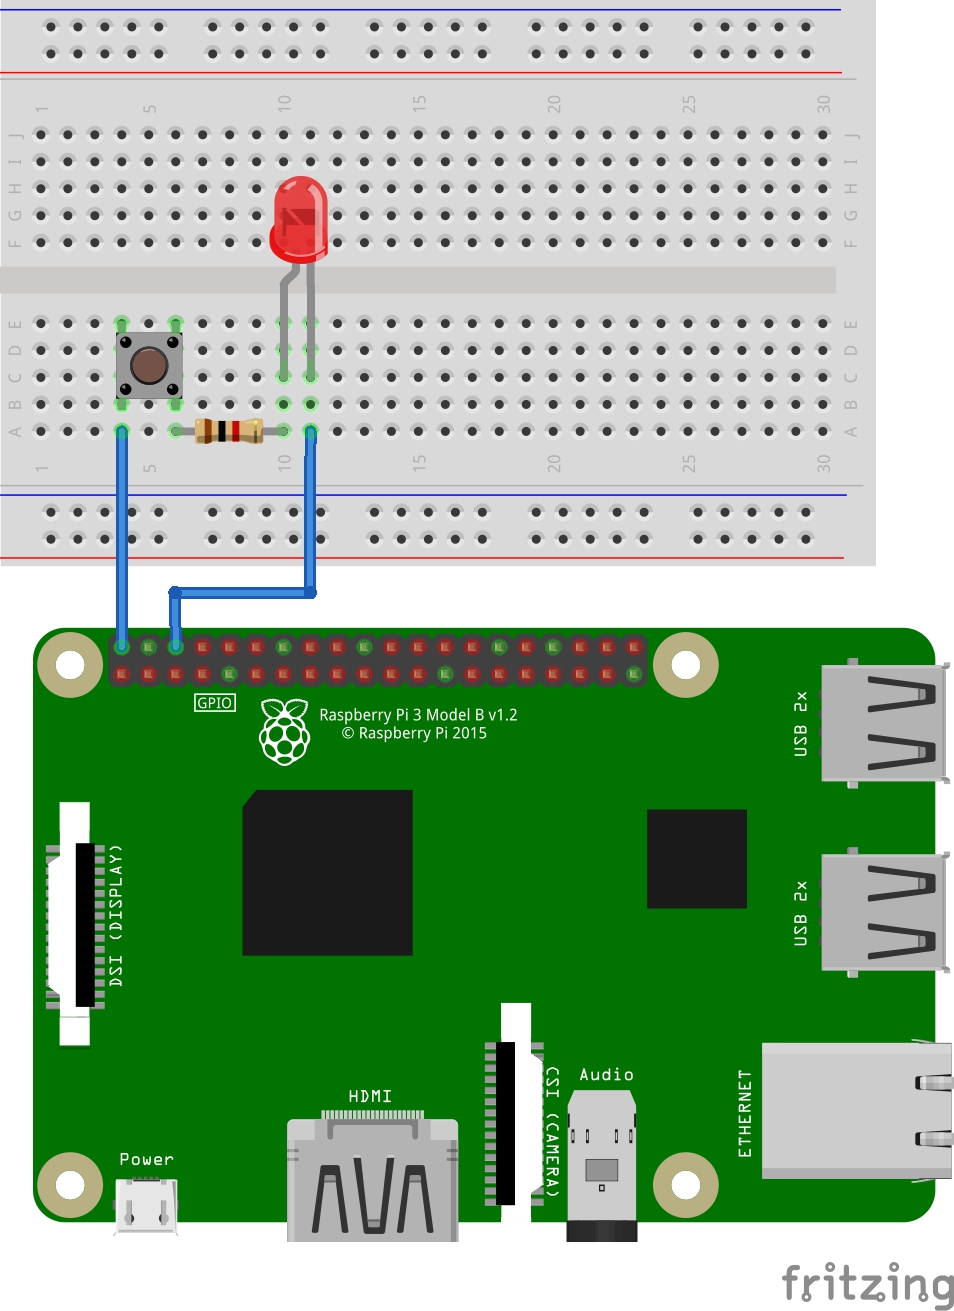 1 5 10 15 20 25 30
J J
I I
H H
G G
F F
E E
D D
C C
B B
A A
1 5 10 15 20 25 30
GPIO
Raspberry Pi 3 Model B v1.2
© Raspberry Pi 2015
USB 2x
DSI (DISPLAY)
USB 2x
HDMI
CSI (CAMERA)
Audio
ETHERNET
Power
fritzing